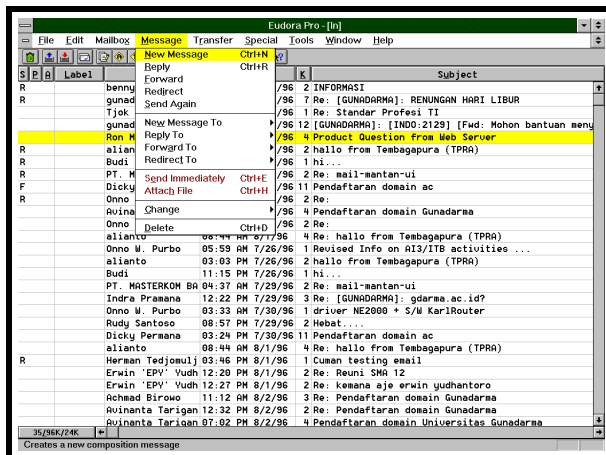 Eudora Pro - [In]
File Edit Mailbox Message Transfer Special Tools Window Help
New Message Ctrl+N
Reply Ctrl+R
Forward
Redirect
Send Again
New Message To
Reply To
Forward To
Redirect To
Send Immediately Ctrl+E
Attach File Ctrl+H
Change
Delete Ctrl+D
S P A Label K Subject
R benny /96 2 INFORMASI
R gunad /96 7 Re: [GUNADARMA]: RENUNGAN HARI LIBUR
Tjok /96 1 Re: Standar Profesi TI
gunad /96 12 [GUNADARMA]: [INDO:2129] [Fwd: Mohon bantuan meny
Ron M /96 4 Product Question from Web Server
R alian /96 2 hallo from Tembagapura (TPRA)
R Budi /96 1 hi...
R PT. M /96 2 Re: mail-mantan-ui
F Dicky /96 11 Pendaftaran domain ac
R Onno /96 2 Re:
Avina /96 4 Pendaftaran domain Gunadarma
Onno /96 2 Re:
alianto 08:44 AM 8/1/96 4 Re: hallo from Tembagapura (TPRA)
Onno W. Purbo 05:59 AM 7/26/96 1 Revised Info on AI3/ITB activities ...
alianto 03:03 PM 7/26/96 2 hallo from Tembagapura (TPRA)
Budi 11:15 PM 7/26/96 1 hi...
PT. MASTERKOM BA 04:37 AM 7/29/96 2 Re: mail-mantan-ui
Indra Pramana 12:22 PM 7/29/96 3 Re: [GUNADARMA]: gdarma.ac.id?
Onno W. Purbo 03:33 AM 7/30/96 1 driver NE2000 + S/W KarlRouter
Rudy Santoso 08:57 PM 7/29/96 2 Hebat....
Dicky Permana 03:24 PM 7/30/96 11 Pendaftaran domain ac
alianto 08:44 AM 8/1/96 4 Re: hallo from Tembagapura (TPRA)
R Herman Tedjomulj 03:46 PM 8/1/96 1 Cuman testing email
Erwin 'EPY' Yudh 12:20 PM 8/1/96 2 Re: Reuni SMA 12
Erwin 'EPY' Yudh 12:27 PM 8/1/96 2 Re: kemana aje erwin yudhantoro
Achmad Birowo 11:12 AM 8/2/96 3 Re: Pendaftaran domain Gunadarma
Avinanta Tarigan 12:32 PM 8/2/96 2 Re: Pendaftaran domain Gunadarma
Avinanta Tarigan 07:02 PM 8/2/96 4 Pendaftaran domain Universitas Gunadarma
35/96K/24K
Creates a new composition message